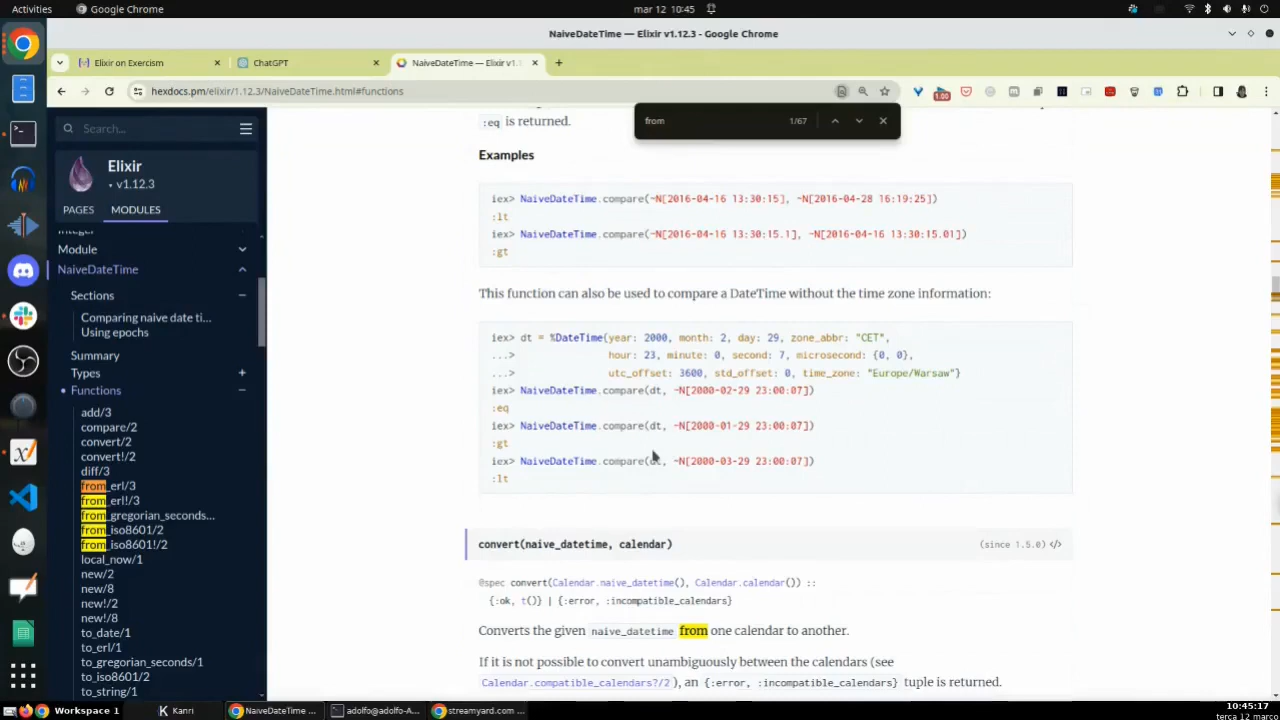 Activities
Google Chrome
mar 12 10:45
NaiveDateTime — Elixir v1.12.3 - Google Chrome
Elixir on Exercism
ChatGPT
NaiveDateTime — Elixir v1.1
hexdocs.pm/elixir/1.12.3/NaiveDateTime.html#functions
1.00
from
1/67
Search...
Elixir
v1.12.3
PAGES
MODULES
Module
NaiveDateTime
Sections
Comparing naive date ti...
Using epochs
Summary
Types
Functions
add/3
compare/2
convert/2
convert!/2
diff/3
from_erl/3
from_erl!/3
from_gregorian_seconds...
from_iso8601/2
from_iso8601!/2
local_now/1
new/2
new/8
new!/2
new!/8
to_date/1
to_erl/1
to_gregorian_seconds/1
to_iso8601/2
to_string/1
:eq is returned.
Examples
iex> NaiveDateTime.compare(~N[2016-04-16 13:30:15], ~N[2016-04-28 16:19:25])
:lt
iex> NaiveDateTime.compare(~N[2016-04-16 13:30:15.1], ~N[2016-04-16 13:30:15.01])
:gt
This function can also be used to compare a DateTime without the time zone information:
iex> dt = %DateTime{year: 2000, month: 2, day: 29, zone_abbr: "CET",
...> hour: 23, minute: 0, second: 7, microsecond: {0, 0},
...> utc_offset: 3600, std_offset: 0, time_zone: "Europe/Warsaw"}
iex> NaiveDateTime.compare(dt, ~N[2000-02-29 23:00:07])
:eq
iex> NaiveDateTime.compare(dt, ~N[2000-01-29 23:00:07])
:gt
iex> NaiveDateTime.compare(dt, ~N[2000-03-29 23:00:07])
:lt
convert(naive_datetime, calendar)
(since 1.5.0) </>
@spec convert(Calendar.naive_datetime(), Calendar.calendar()) ::
{:ok, t()} | {:error, :incompatible_calendars}
Converts the given naive_datetime from one calendar to another.
If it is not possible to convert unambiguously between the calendars (see
Calendar.compatible_calendars?/2), an {:error, :incompatible_calendars} tuple is returned.
Workspace 1
Kanri
NaiveDateTime ...
adolfo@adolfo-A...
streamyard.com ...
10:45:17
terça 12 março